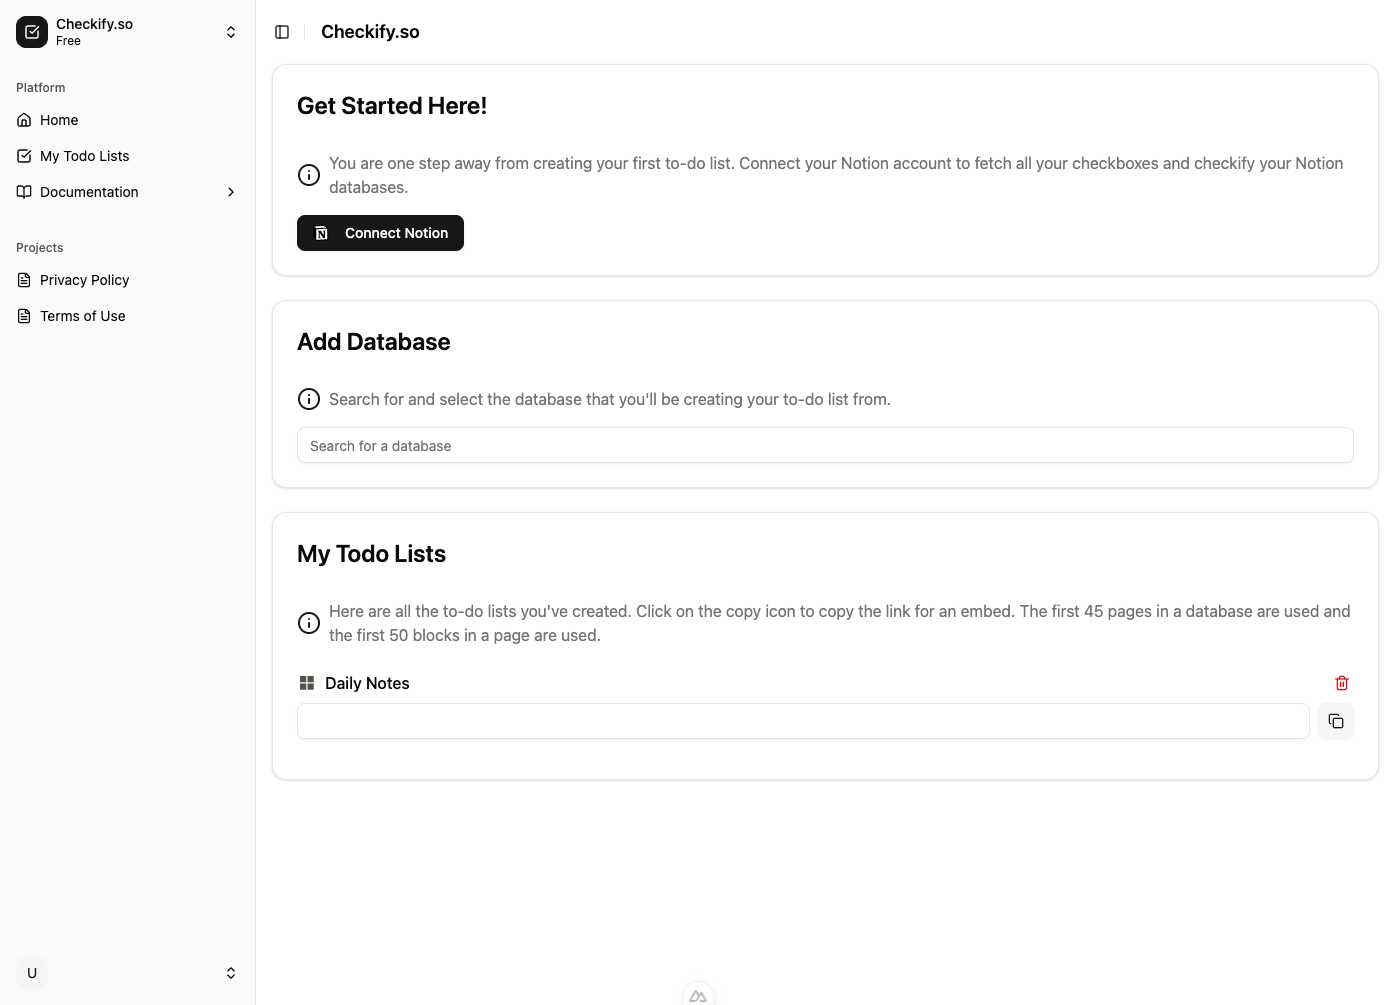 Checkify.so
Free
Platform
Home
My Todo Lists
Documentation
Projects
Privacy Policy
Terms of Use
U
Checkify.so
Get Started Here!
You are one step away from creating your first to-do list. Connect your Notion account to fetch all your checkboxes and checkify your Notion
databases.
Connect Notion
Add Database
Search for and select the database that you'll be creating your to-do list from.
Search for a database
My Todo Lists
Here are all the to-do lists you've created. Click on the copy icon to copy the link for an embed. The first 45 pages in a database are used and
the first 50 blocks in a page are used.
Daily Notes